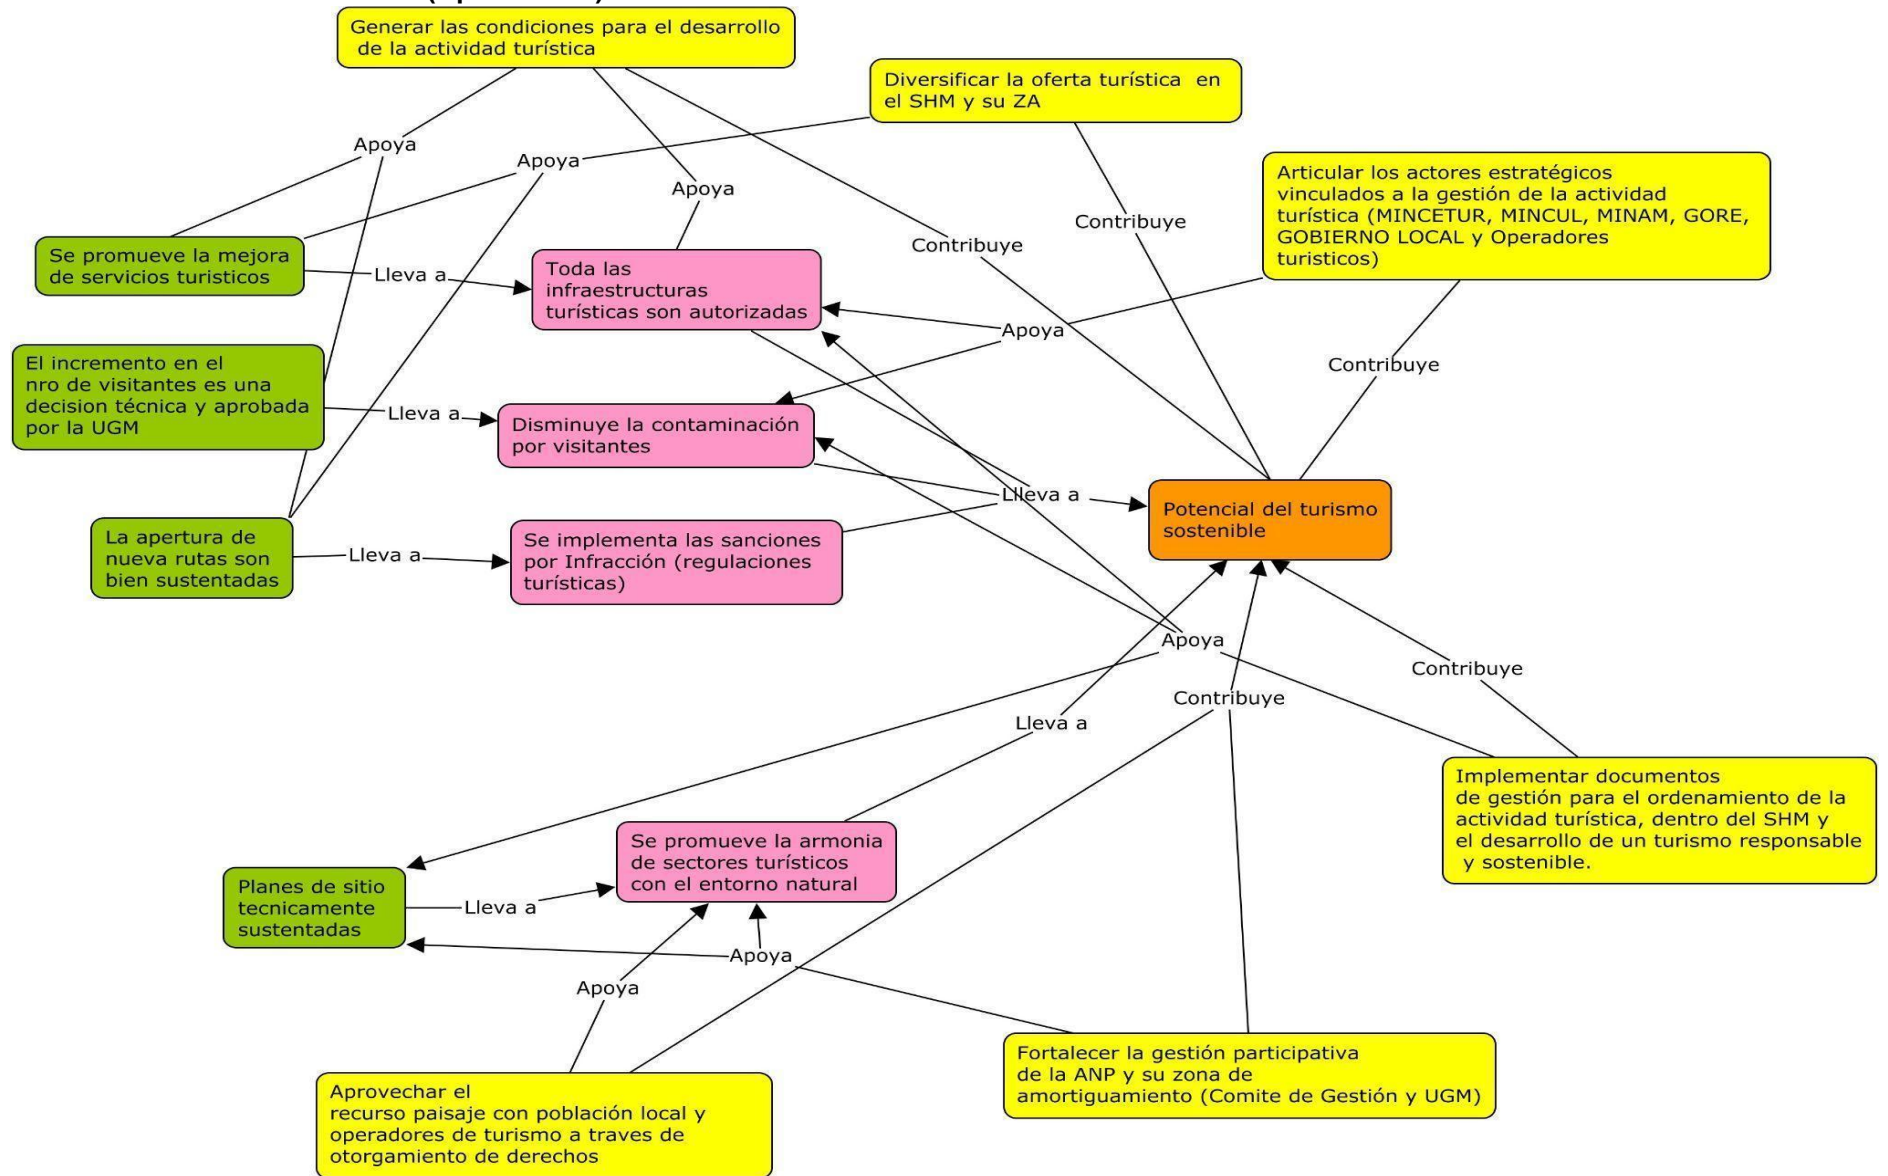 Generar las condiciones para el desarrollo
de la actividad turística
Diversificar la oferta turística en
el SHM y su ZA
Apoya
Apoya
Apoya
Articular los actores estratégicos
vinculados a la gestión de la actividad
turística (MINCETUR, MINCUL, MINAM, GORE,
GOBIERNO LOCAL y Operadores
turisticos)
Contribuye
Contribuye
Se promueve la mejora
de servicios turisticos
Lleva a
Toda las
infraestructuras
turísticas son autorizadas
Apoya
Contribuye
El incremento en el
nro de visitantes es una
decision técnica y aprobada
por la UGM
Lleva a
Disminuye la contaminación
por visitantes
Llleva a
Potencial del turismo
sostenible
La apertura de
nueva rutas son
bien sustentadas
Lleva a
Se implementa las sanciones
por Infracción (regulaciones
turísticas)
Apoya
Contribuye
Contribuye
Lleva a
Implementar documentos
de gestión para el ordenamiento de la
actividad turística, dentro del SHM y
el desarrollo de un turismo responsable
y sostenible.
Se promueve la armonia
de sectores turísticos
con el entorno natural
Planes de sitio
tecnicamente
sustentadas
Lleva a
Apoya
Apoya
Fortalecer la gestión participativa
de la ANP y su zona de
amortiguamiento (Comite de Gestión y UGM)
Aprovechar el
recurso paisaje con población local y
operadores de turismo a traves de
otorgamiento de derechos